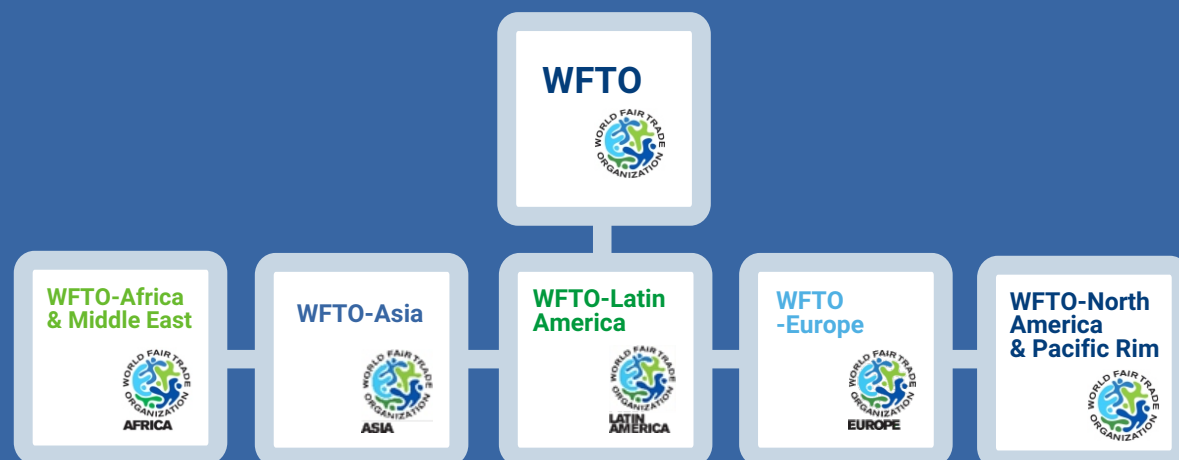 WFTO
WORLD FAIR TRADE
ORGANIZATION
WFTO-Africa
& Middle East
WORLD FAIR TRADE
ORGANIZATION
AFRICA
WFTO-Asia
WORLD FAIR TRADE
ORGANIZATION
ASIA
WFTO-Latin
America
WORLD FAIR TRADE
ORGANIZATION
LATIN
AMERICA
WFTO
-Europe
WORLD FAIR TRADE
ORGANIZATION
EUROPE
WFTO-North
America
& Pacific Rim
WORLD FAIR TRADE
ORGANIZATION